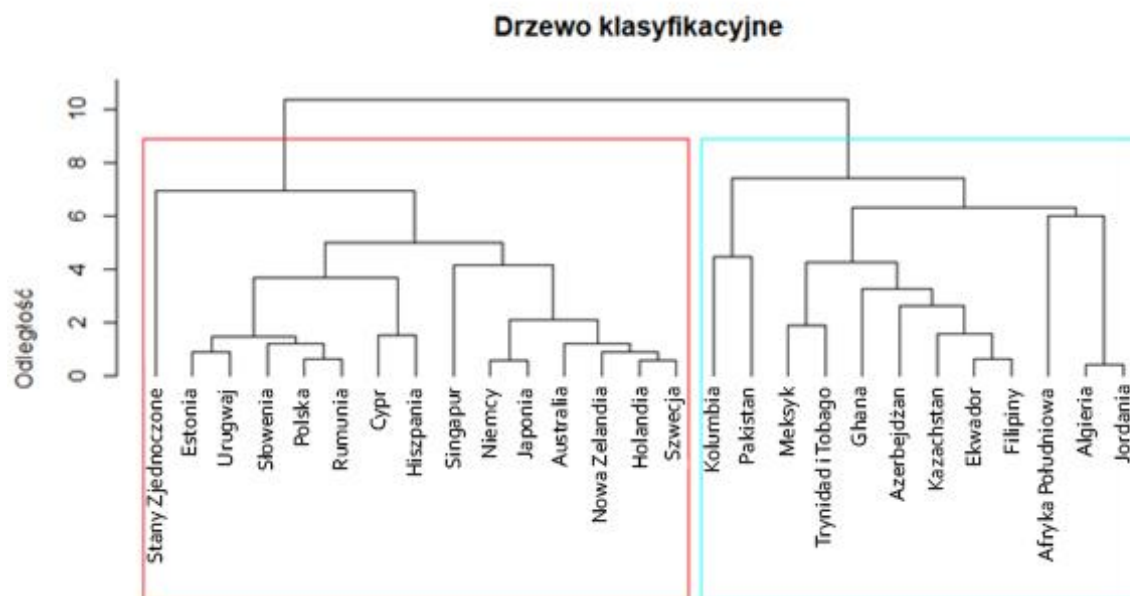 Drzewo klasyfikacyjne
Odległość
10
8
6
4
2
0
Stany Zjednoczone
Estonia
Urugwaj
Słowenia
Polska
Rumunia
Cypr
Hiszpania
Singapur
Niemcy
Japonia
Australia
Nowa Zelandia
Holandia
Szwecja
Kolumbia
Pakistan
Meksyk
Trynidad i Tobago
Ghana
Azerbejdżan
Kazachstan
Ekwador
Filipiny
Afryka Południowa
Algieria
Jordania